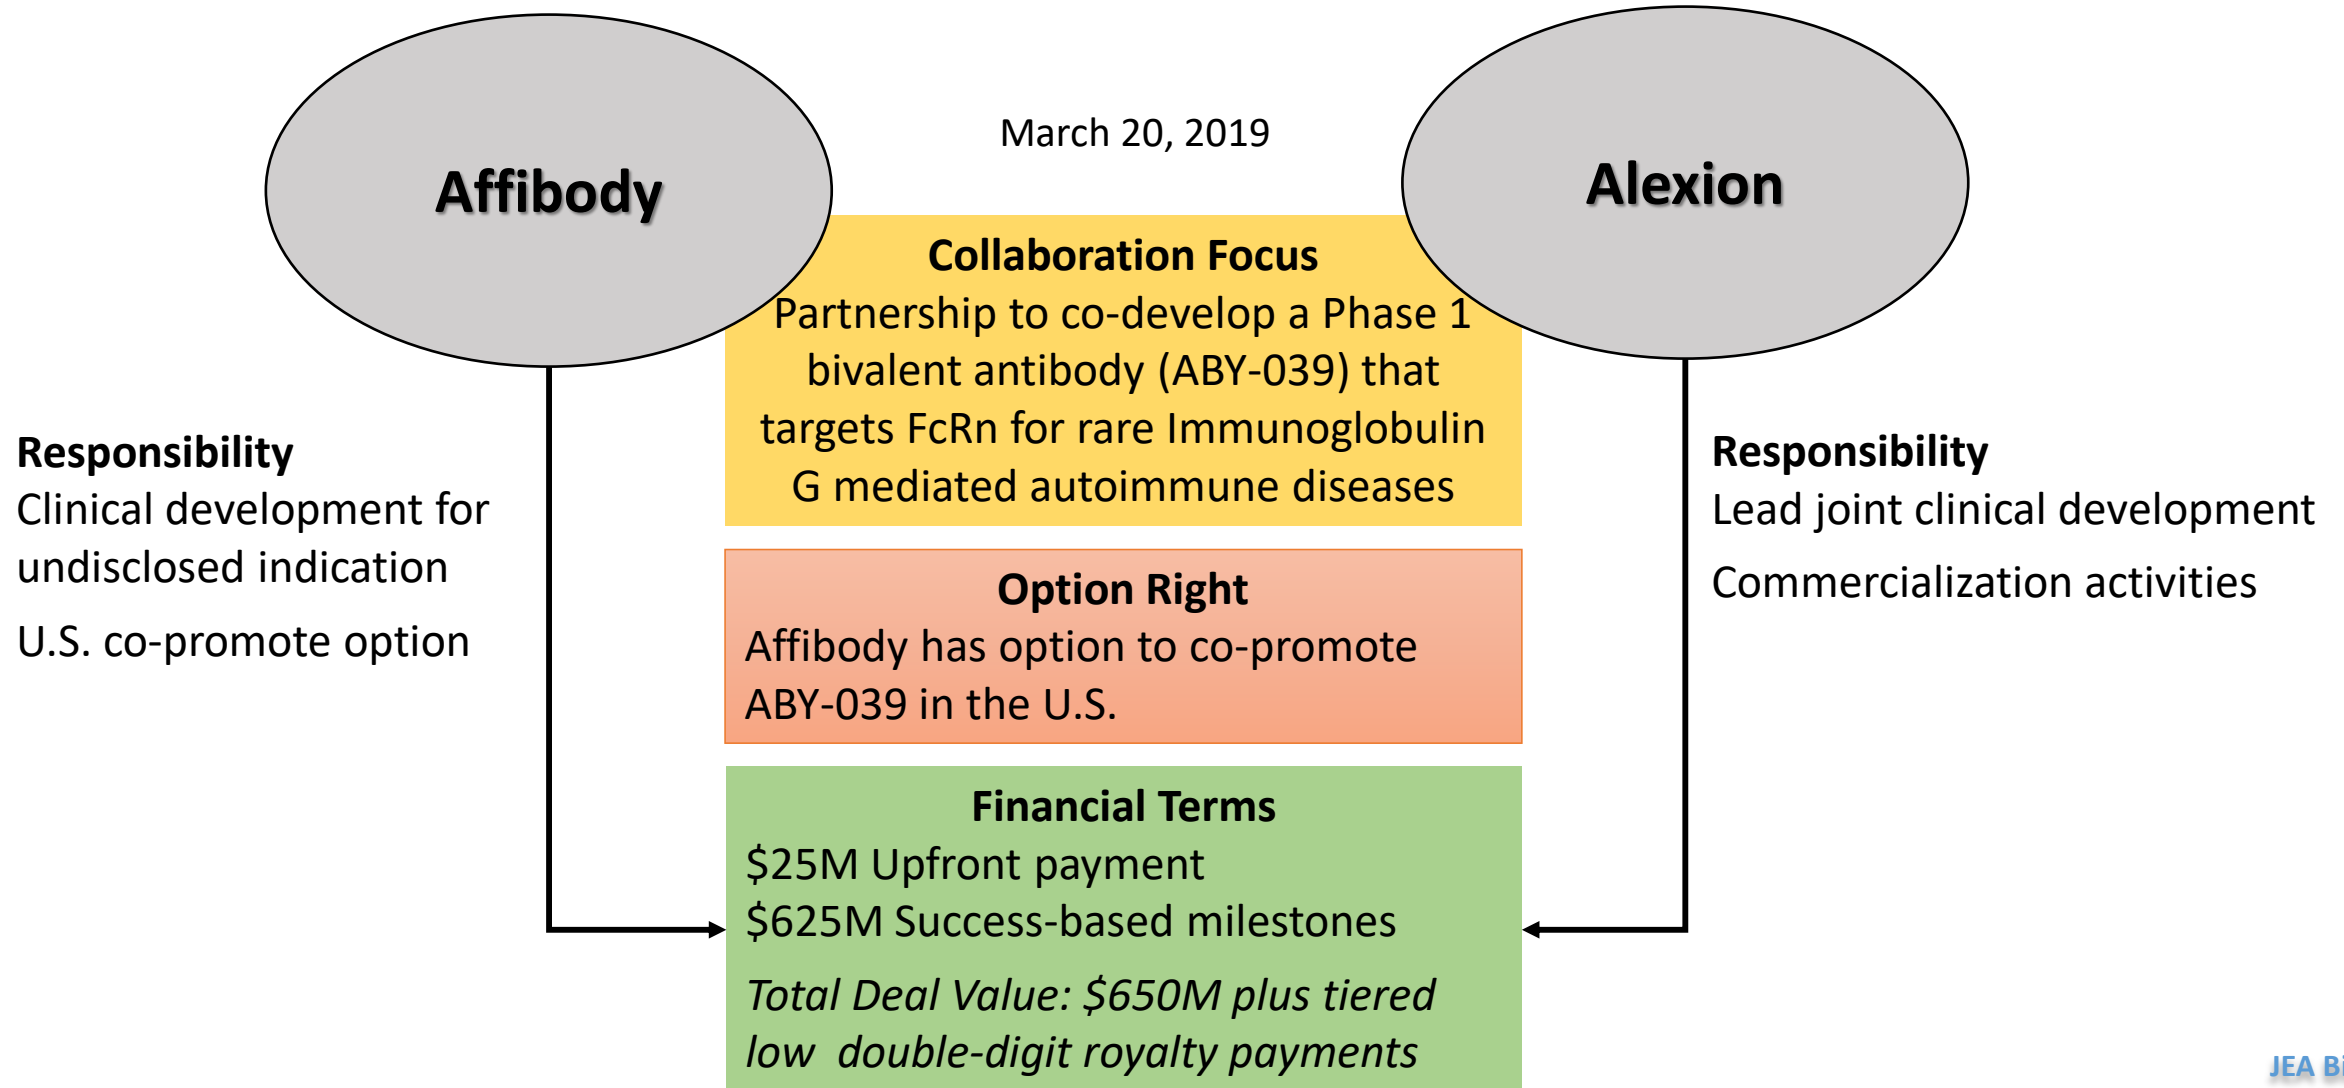 Affibody
March 20, 2019
Alexion
Collaboration Focus
Partnership to co-develop a Phase 1
bivalent antibody (ABY-039) that
targets FcRn for rare Immunoglobulin
G mediated autoimmune diseases
Responsibility
Clinical development for
undisclosed indication
U.S. co-promote option
Option Right
Affibody has option to co-promote
ABY-039 in the U.S.
Responsibility
Lead joint clinical development
Commercialization activities
Financial Terms
$25M Upfront payment
$625M Success-based milestones
Total Deal Value: $650M plus tiered
low  double-digit royalty payments
JEA